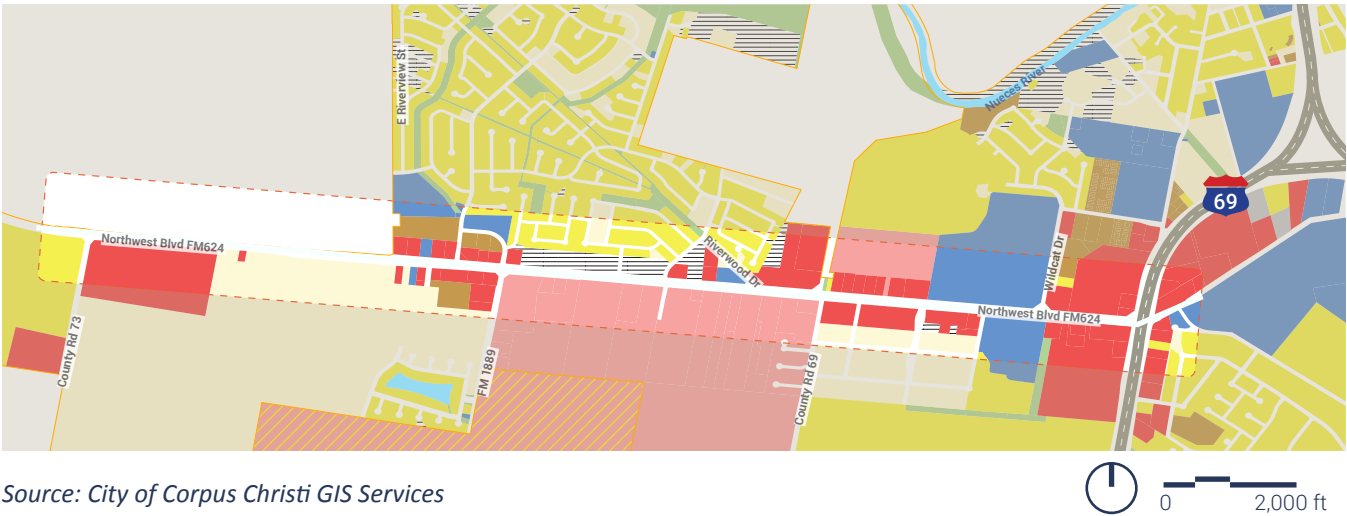 E Riverview St
Nueces River
69
Northwest Blvd FM624
Riverwood Dr
Wildcat Dr
Northwest Blvd FM624
County Rd 73
FM 1889
County Rd 69
Source: City of Corpus Christi GIS Services
0 2,000 ft